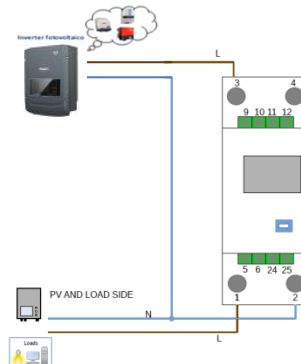 Inverter fotovoltaico
L
3 4
9 10 11 12
5 6 24 25
1 2
PV AND LOAD SIDE
N
L
Loads